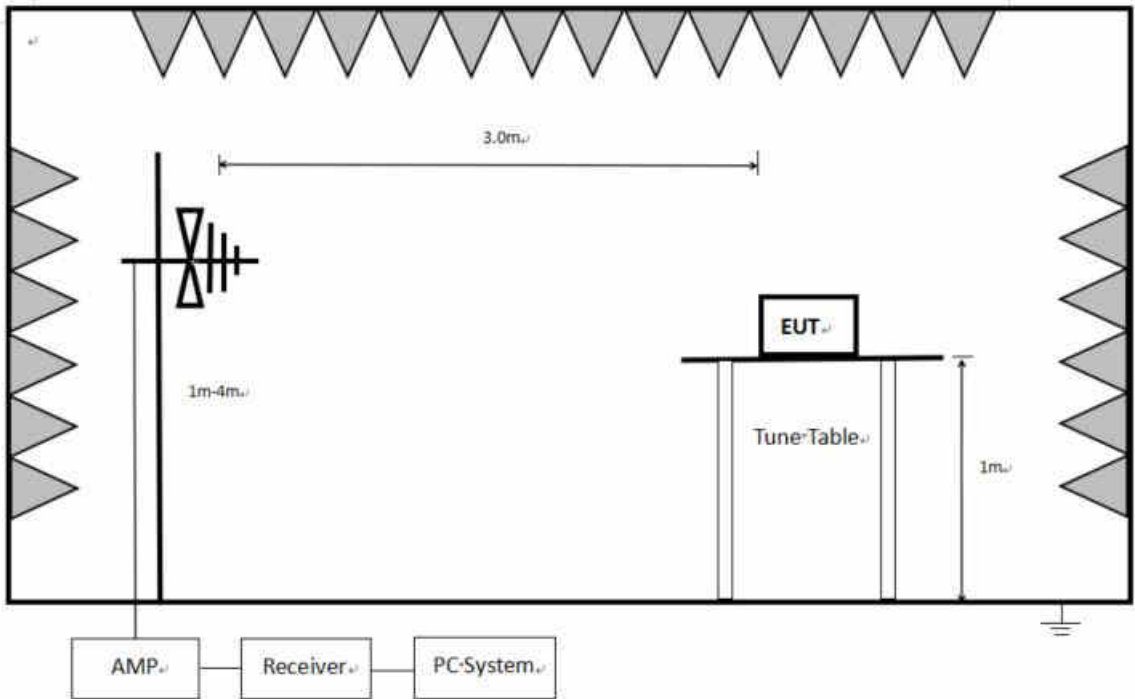 3.0m
EUT
1m-4m
Tune Table
1m
AMP
Receiver
PC System